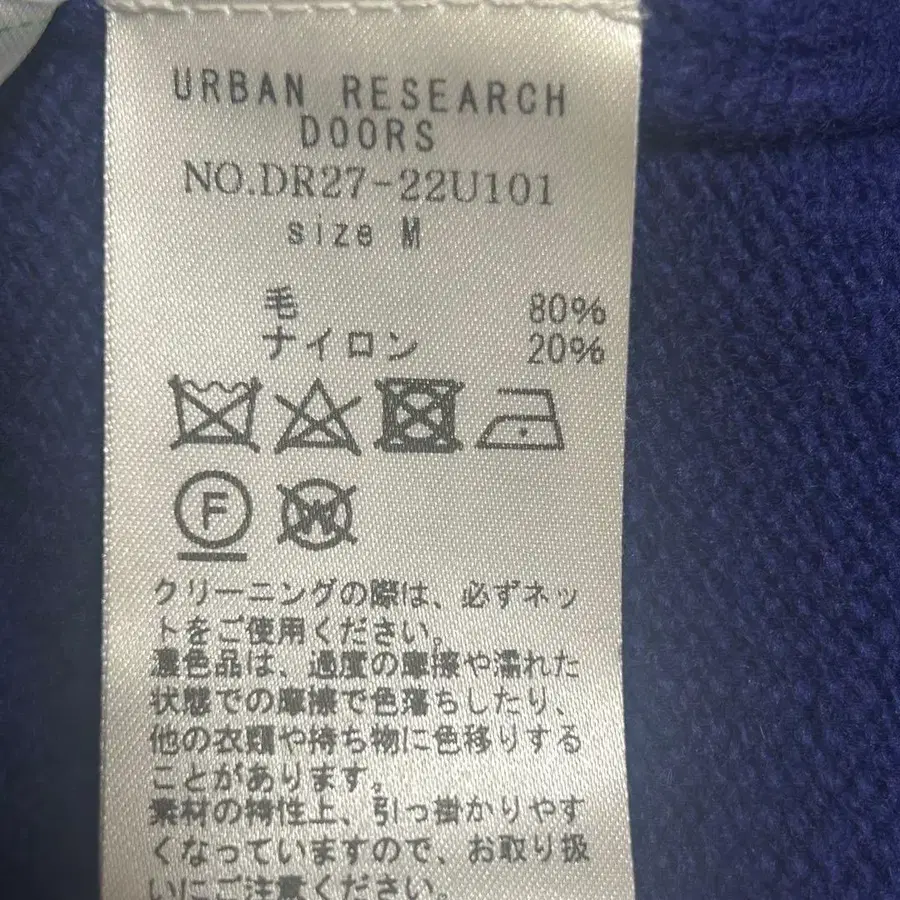 URBAN RESEARCH
DOORS
NO.DR27-22U101
size M
毛 80%
ナイロン 20%
F
W
クリーニングの際は、必ずネッ
トをご使用ください。
濃色品は、過度の摩擦や濡れた
状態での摩擦で色落ちしたり、
他の衣類や持ち物に色移りする
ことがあります。
素材の特性上、引っ掛かりやす
くなっていますので、お取り扱
いにご注意ください。